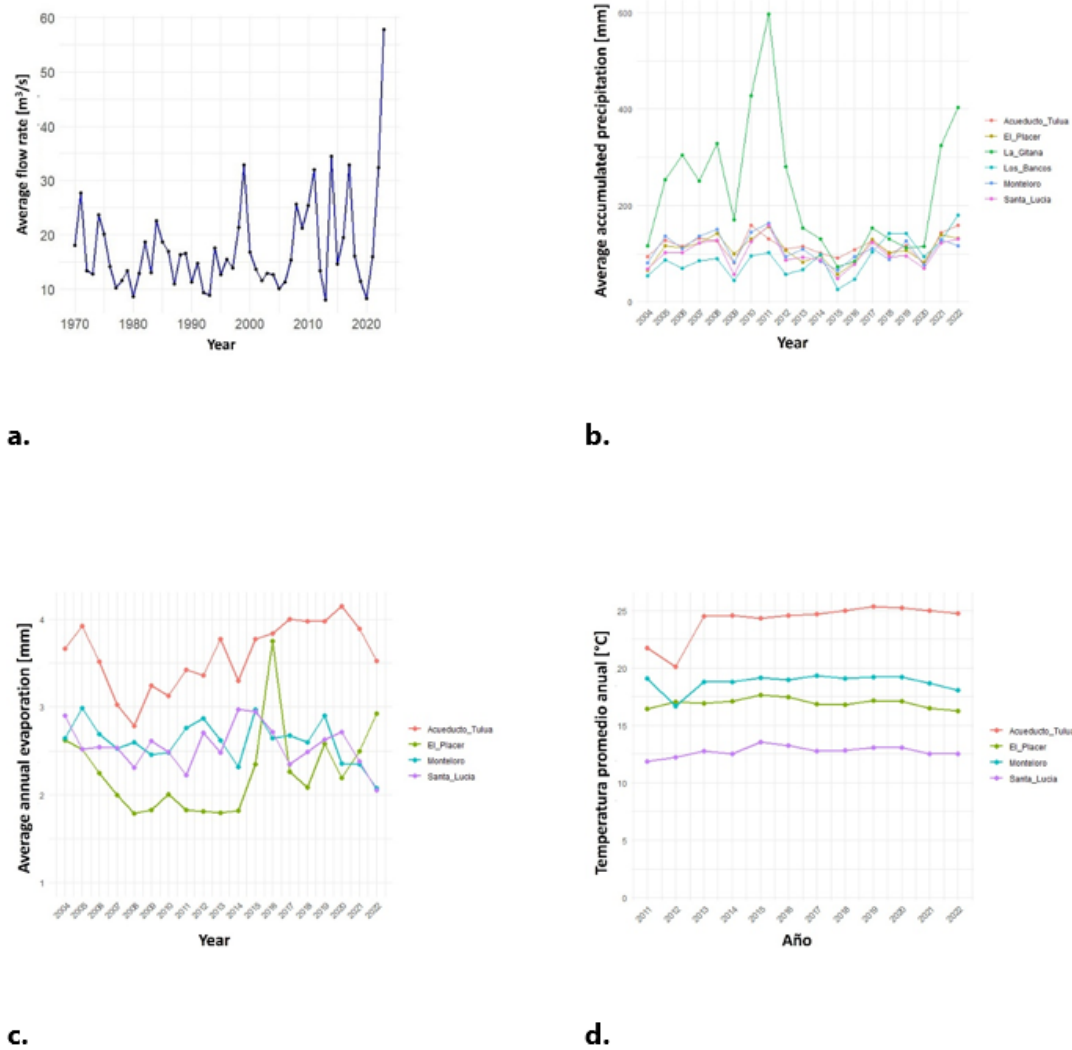 Average flow rate [m³/s]
60
50
40
30
20
10
1970
1980
1990
2000
2010
2020
Year
a.
Average accumulated precipitation [mm]
600
400
200
0
2004
2005
2006
2007
2008
2009
2010
2011
2012
2013
2014
2015
2016
2017
2018
2019
2020
2021
2022
Year
Acueducto_Tulua
El_Placer
La_Gitana
Los_Bancos
Monteloro
Santa_Lucia
b.
Average annual evaporation [mm]
4
3
2
1
2004
2005
2006
2007
2008
2009
2010
2011
2012
2013
2014
2015
2016
2017
2018
2019
2020
2021
2022
Year
Acueducto_Tulua
El_Placer
Monteloro
Santa_Lucia
c.
Temperatura promedio anual [°C]
25
20
15
10
5
0
2011
2012
2013
2014
2015
2016
2017
2018
2019
2020
2021
2022
Año
Acueducto_Tulua
El_Placer
Monteloro
Santa_Lucia
d.